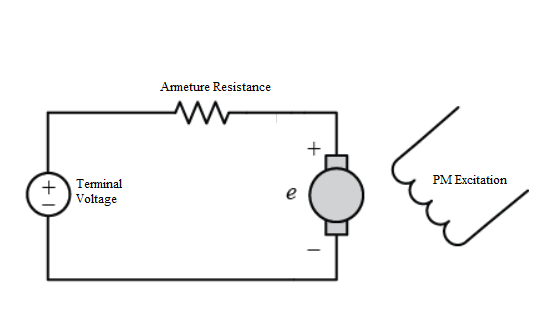 Armeture Resistance
+
+
−
Terminal
Voltage
e
PM Excitation
−